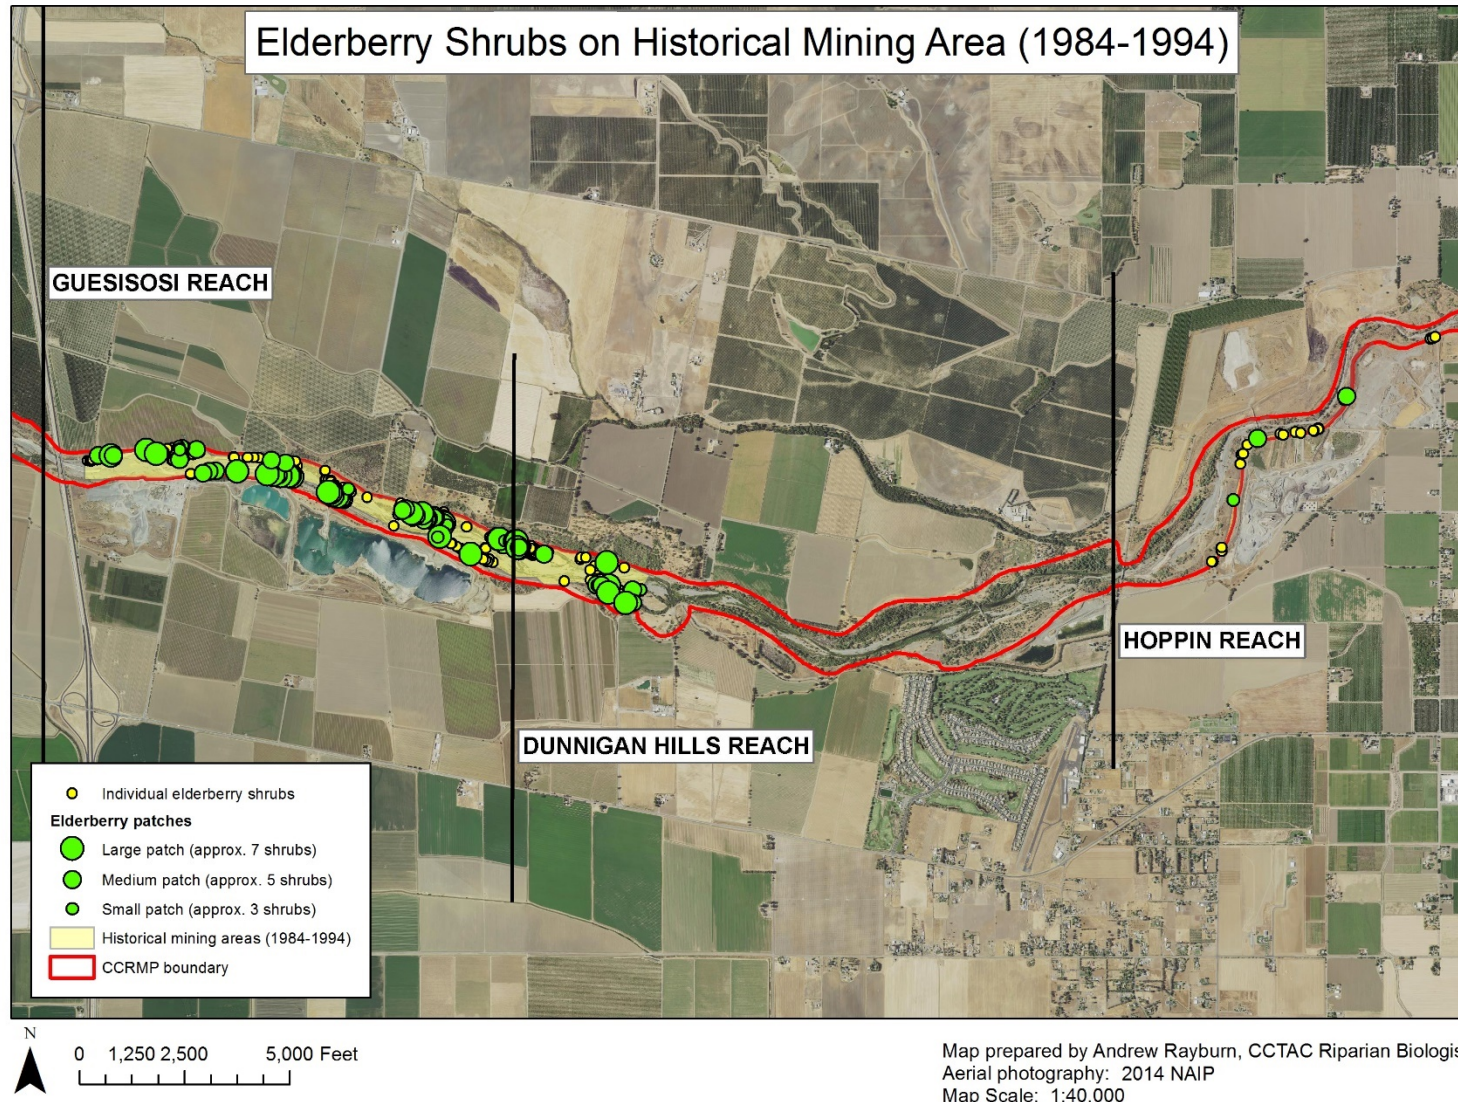 Elderberry Shrubs on Historical Mining Area (1984-1994)
GUESISOSI REACH
HOPPIN REACH
DUNNIGAN HILLS REACH
Individual elderberry shrubs
Elderberry patches
Large patch (approx. 7 shrubs)
Medium patch (approx. 5 shrubs)
Small patch (approx. 3 shrubs)
Historical mining areas (1984-1994)
CCRMP boundary
N
0 1,250 2,500 5,000 Feet
Map prepared by Andrew Rayburn, CCTAC Riparian Biologis
Aerial photography: 2014 NAIP
Map Scale: 1:40,000